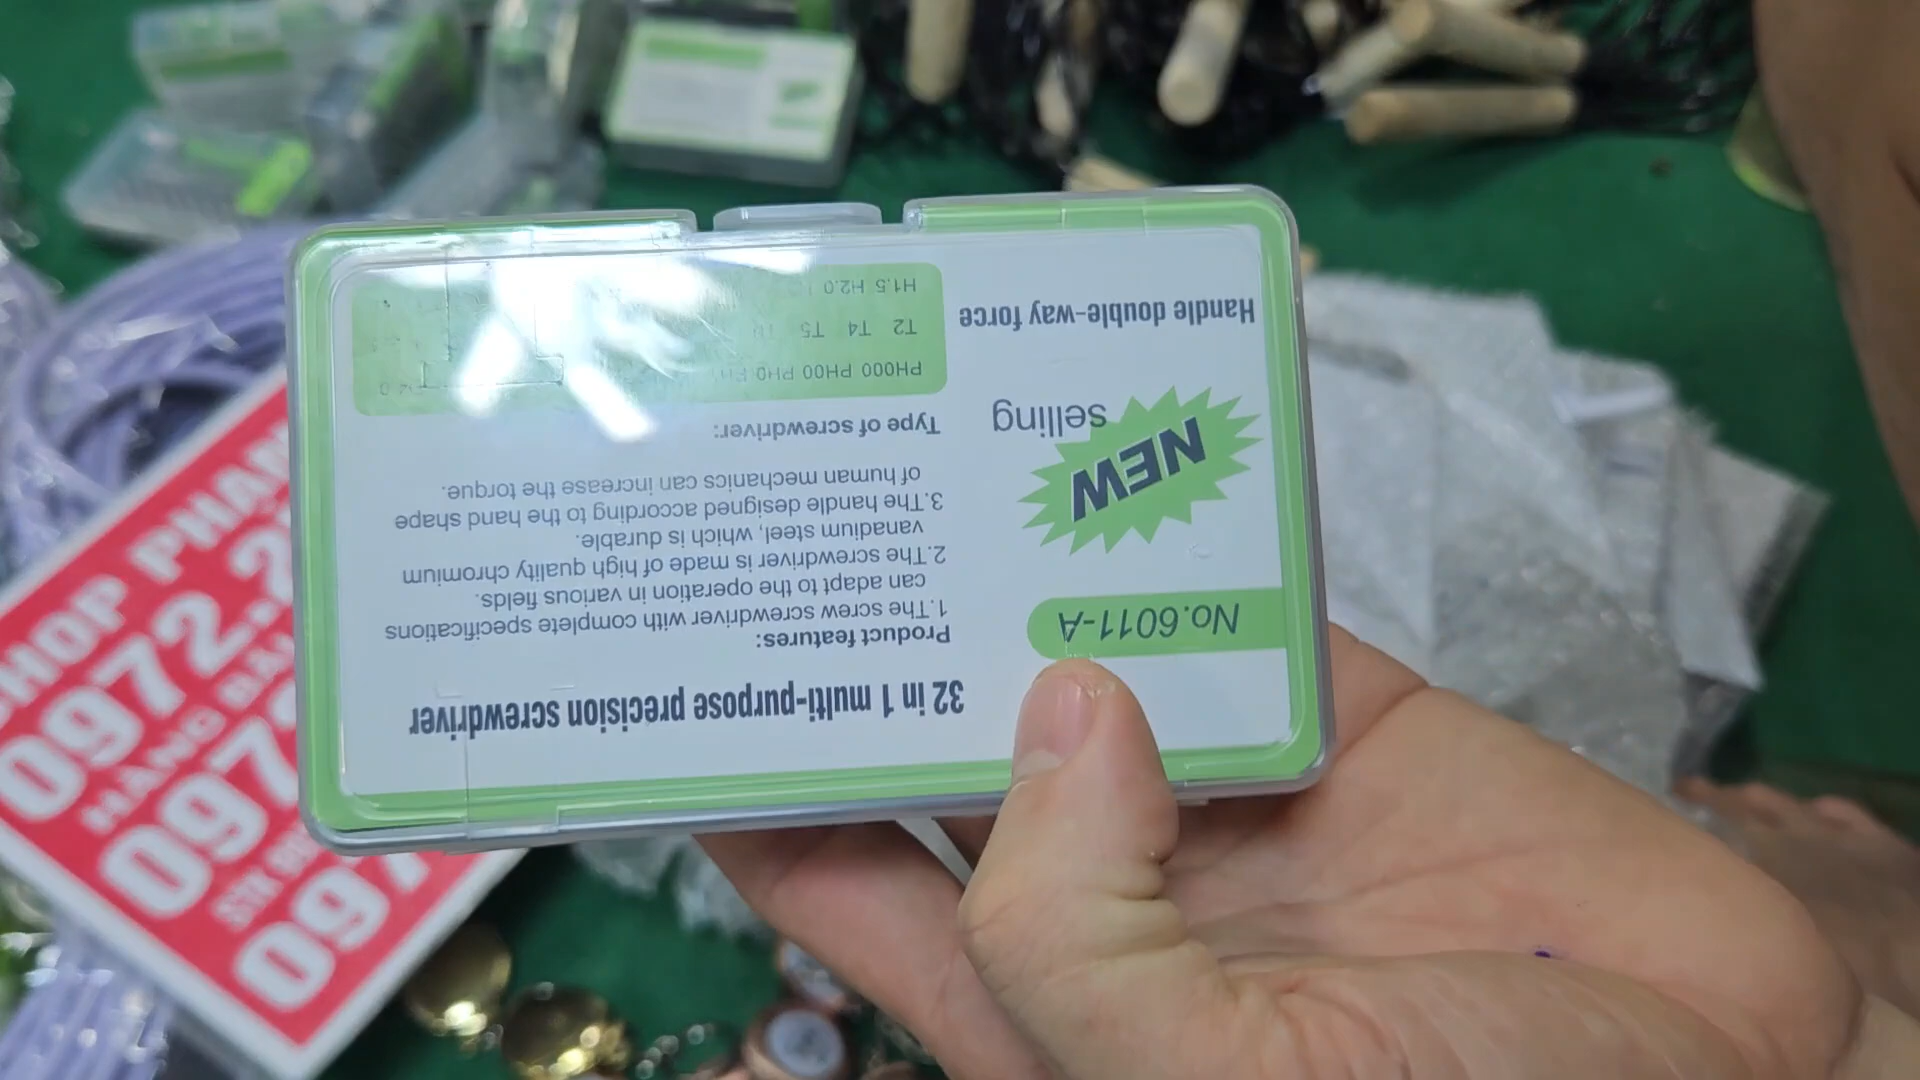 32 in 1 multi-purpose precision screwdriver
No.6011-A
Product features:
1.The screw screwdriver with complete specifications
can adapt to the operation in various fields.
2.The screwdriver is made of high quality chromium
vanadium steel, which is durable.
3.The handle designed according to the hand shape
of human mechanics can increase the torque.
NEW
selling
Type of screwdriver:
PH000 PH00 PH0
T2 T4 T5
H1.5 H2.0
Handle double-way force
SHOP
0972.2
097
097